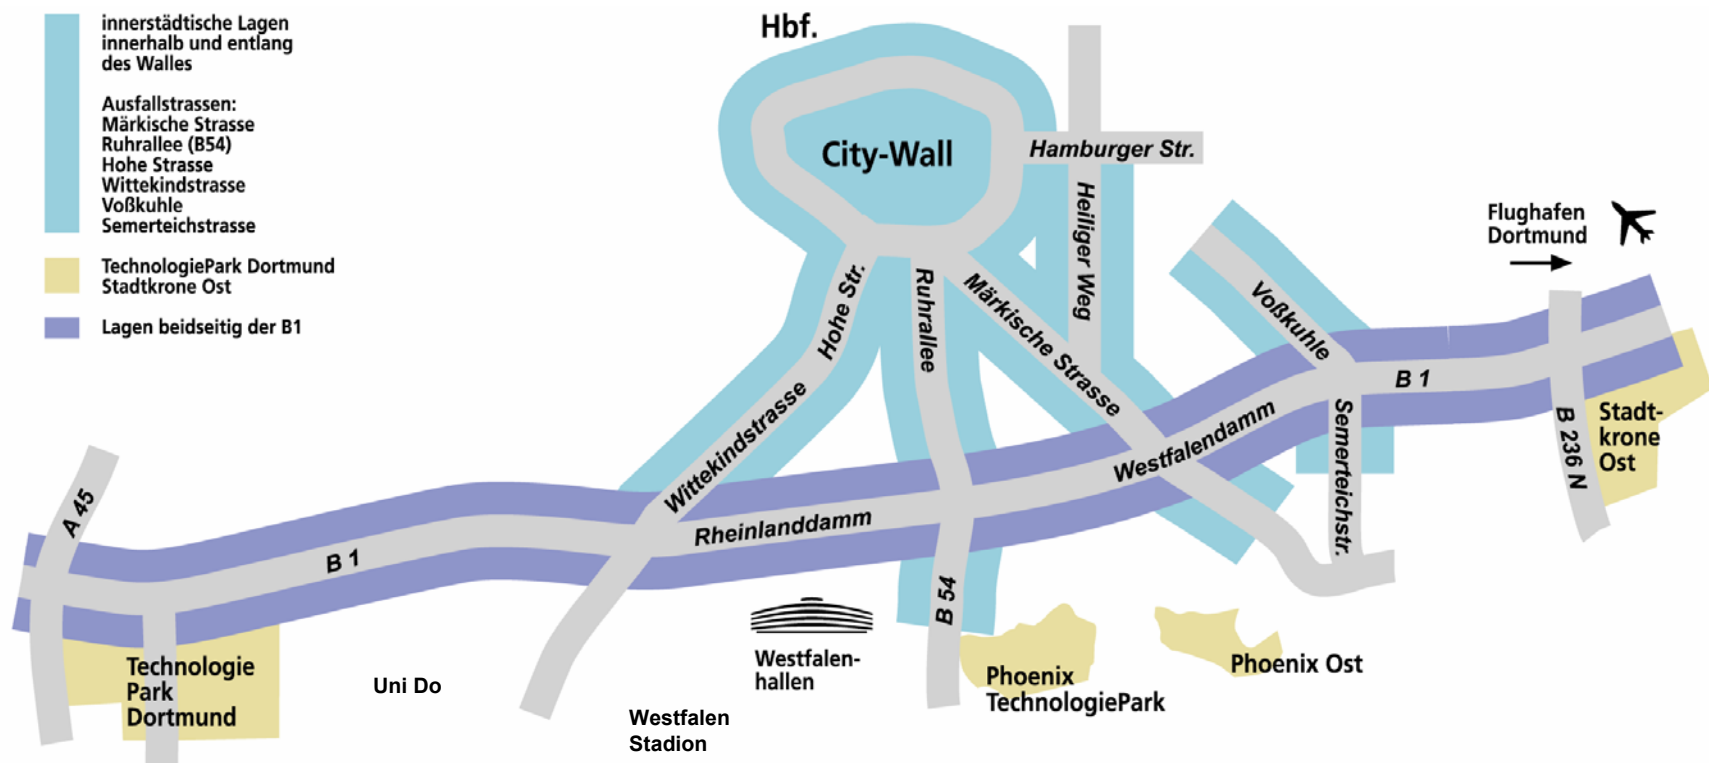 innerstädtische Lagen
innerhalb und entlang
des Walles
Ausfallstrassen:
Märkische Strasse
Ruhrallee (B54)
Hohe Strasse
Wittekindstrasse
Voßkuhle
Semerteichstrasse
TechnologiePark Dortmund
Stadtkrone Ost
Lagen beidseitig der B1
Hbf.
City-Wall
Hamburger Str.
Heiliger Weg
Flughafen
Dortmund
Hohe Str.
Ruhrallee
Märkische Strasse
Voßkuhle
Wittekindstrasse
B 1
Westfalendamm
Semerteichstr.
B 236 N
Stadt-
krone
Ost
A 45
B 1
Rheinlanddamm
B 54
Technologie
Park
Dortmund
Uni Do
Westfalen-
hallen
Westfalen
Stadion
Phoenix
TechnologiePark
Phoenix Ost